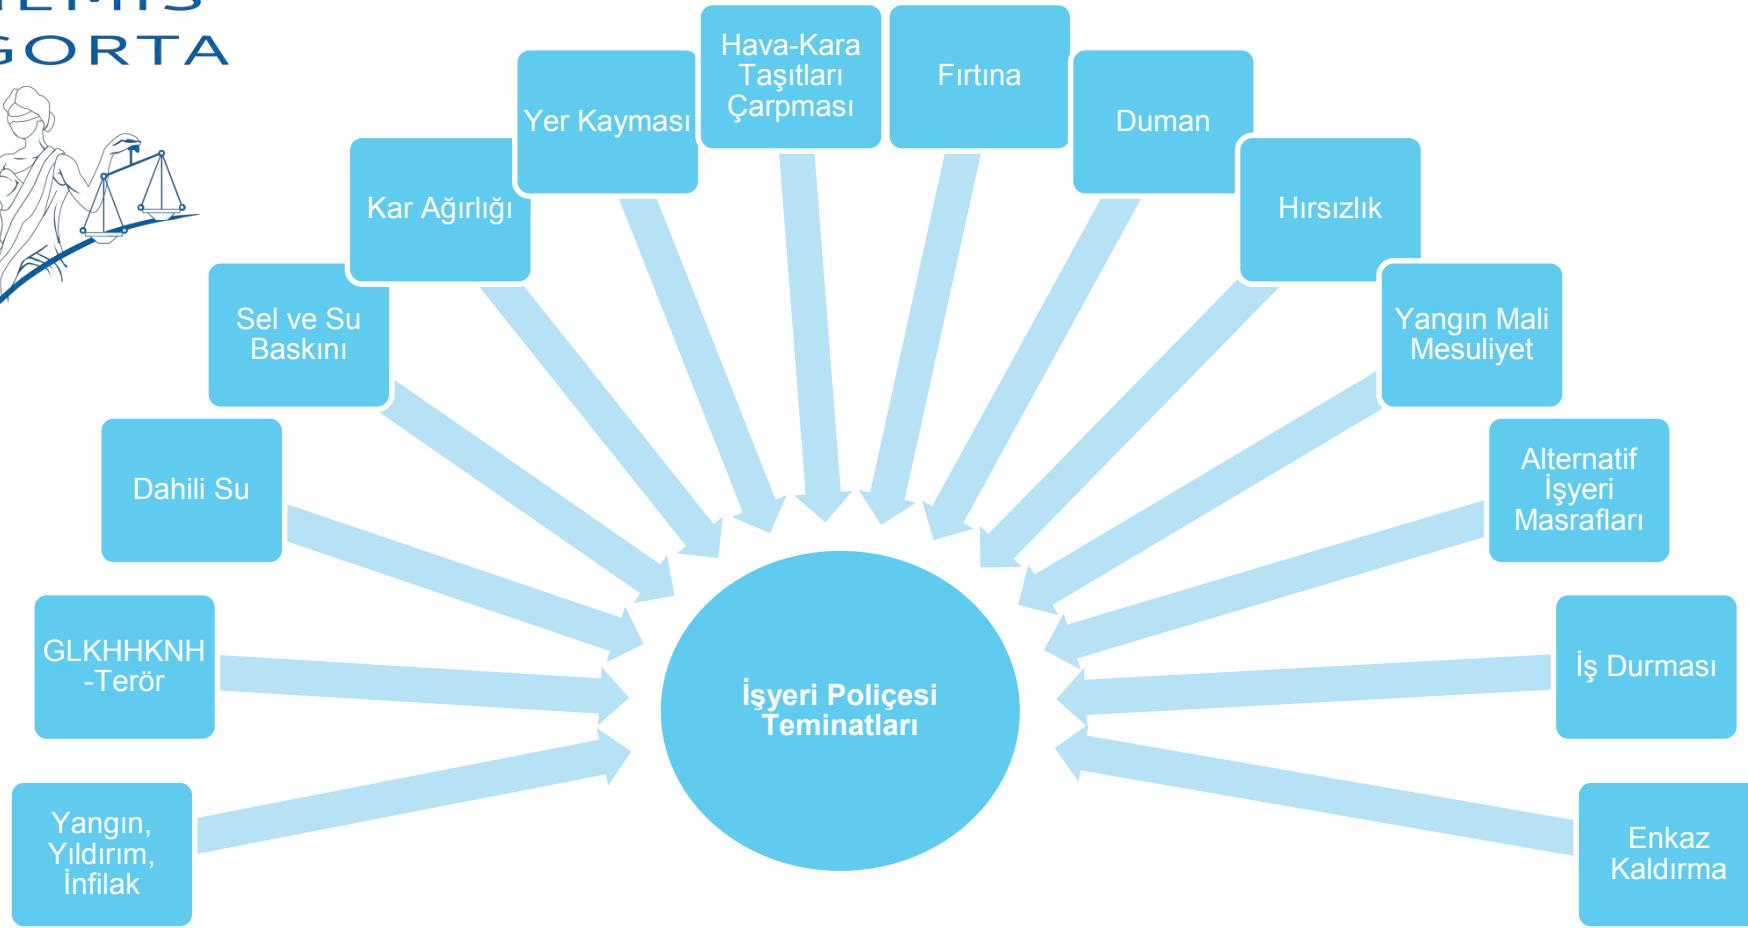 GORTA
Hava-Kara
Taşıtları
Çarpması
Fırtına
Yer Kayması
Duman
Kar Ağırlığı
Hırsızlık
Sel ve Su
Baskını
Yangın Mali
Mesuliyet
Dahili Su
Alternatif
İşyeri
Masrafları
GLKHHKNH
-Terör
İş Durması
İşyeri Poliçesi
Teminatları
Yangın,
Yıldırım,
İnfilak
Enkaz
Kaldırma